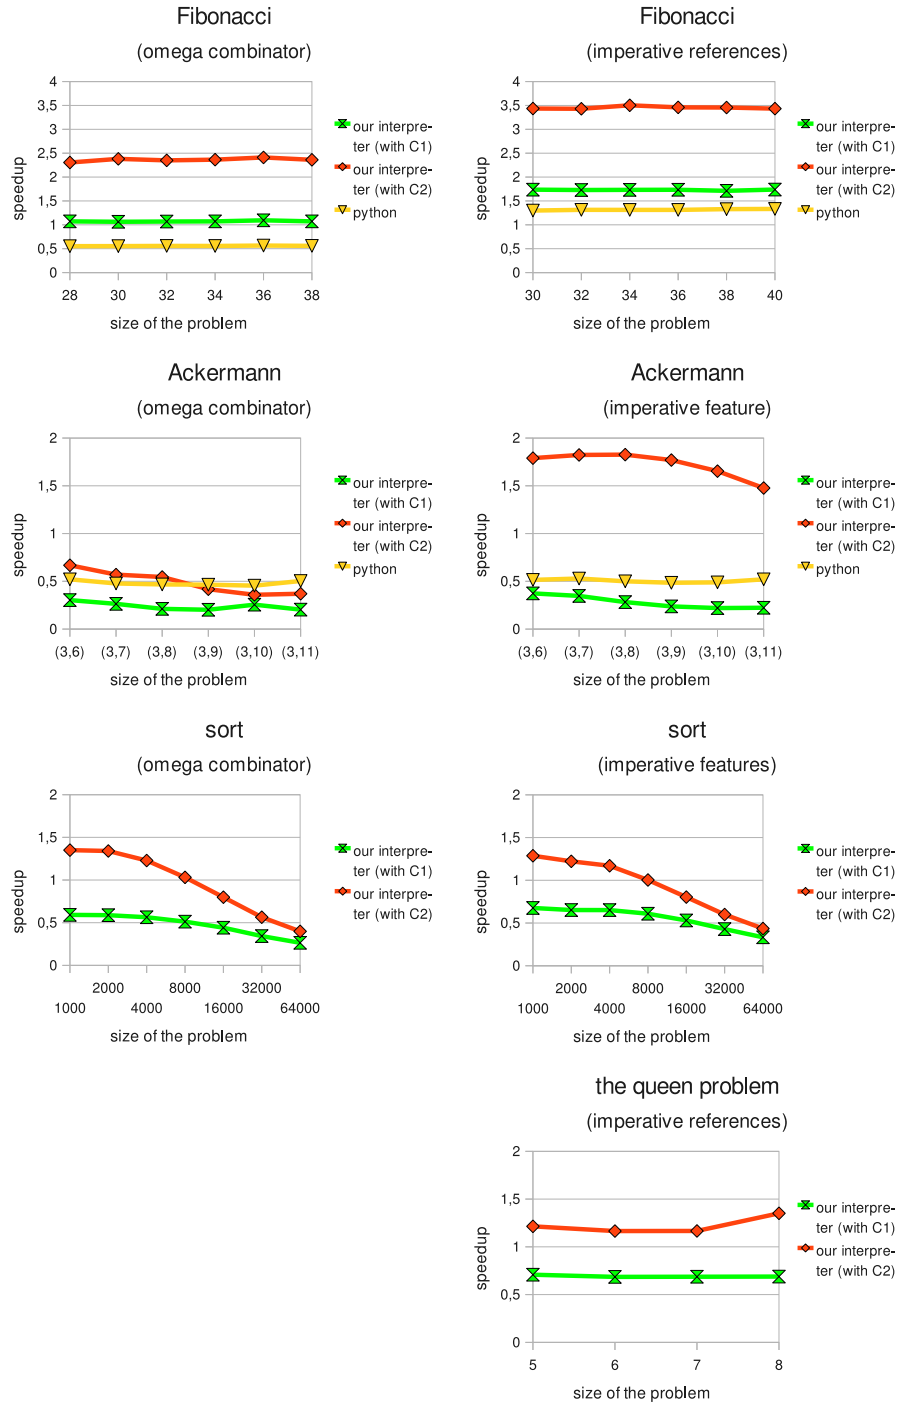 Fibonacci
(omega combinator)
4
3,5
3
2,5
2
1,5
1
0,5
0
speedup
28 30 32 34 36 38
size of the problem
our interpre-
ter (with C1)
our interpre-
ter (with C2)
python
Fibonacci
(imperative references)
4
3,5
3
2,5
2
1,5
1
0,5
0
speedup
30 32 34 36 38 40
size of the problem
our interpre-
ter (with C1)
our interpre-
ter (with C2)
python
Ackermann
(omega combinator)
2
1,5
1
0,5
0
speedup
(3,6) (3,7) (3,8) (3,9) (3,10) (3,11)
size of the problem
our interpre-
ter (with C1)
our interpre-
ter (with C2)
python
Ackermann
(imperative feature)
2
1,5
1
0,5
0
speedup
(3,6) (3,7) (3,8) (3,9) (3,10) (3,11)
size of the problem
our interpre-
ter (with C1)
our interpre-
ter (with C2)
python
sort
(omega combinator)
2
1,5
1
0,5
0
speedup
2000 8000 32000
1000 4000 16000 64000
size of the problem
our interpre-
ter (with C1)
our interpre-
ter (with C2)
sort
(imperative features)
2
1,5
1
0,5
0
speedup
2000 8000 32000
1000 4000 16000 64000
size of the problem
our interpre-
ter (with C1)
our interpre-
ter (with C2)
the queen problem
(imperative references)
2
1,5
1
0,5
0
speedup
5 6 7 8
size of the problem
our interpre-
ter (with C1)
our interpre-
ter (with C2)